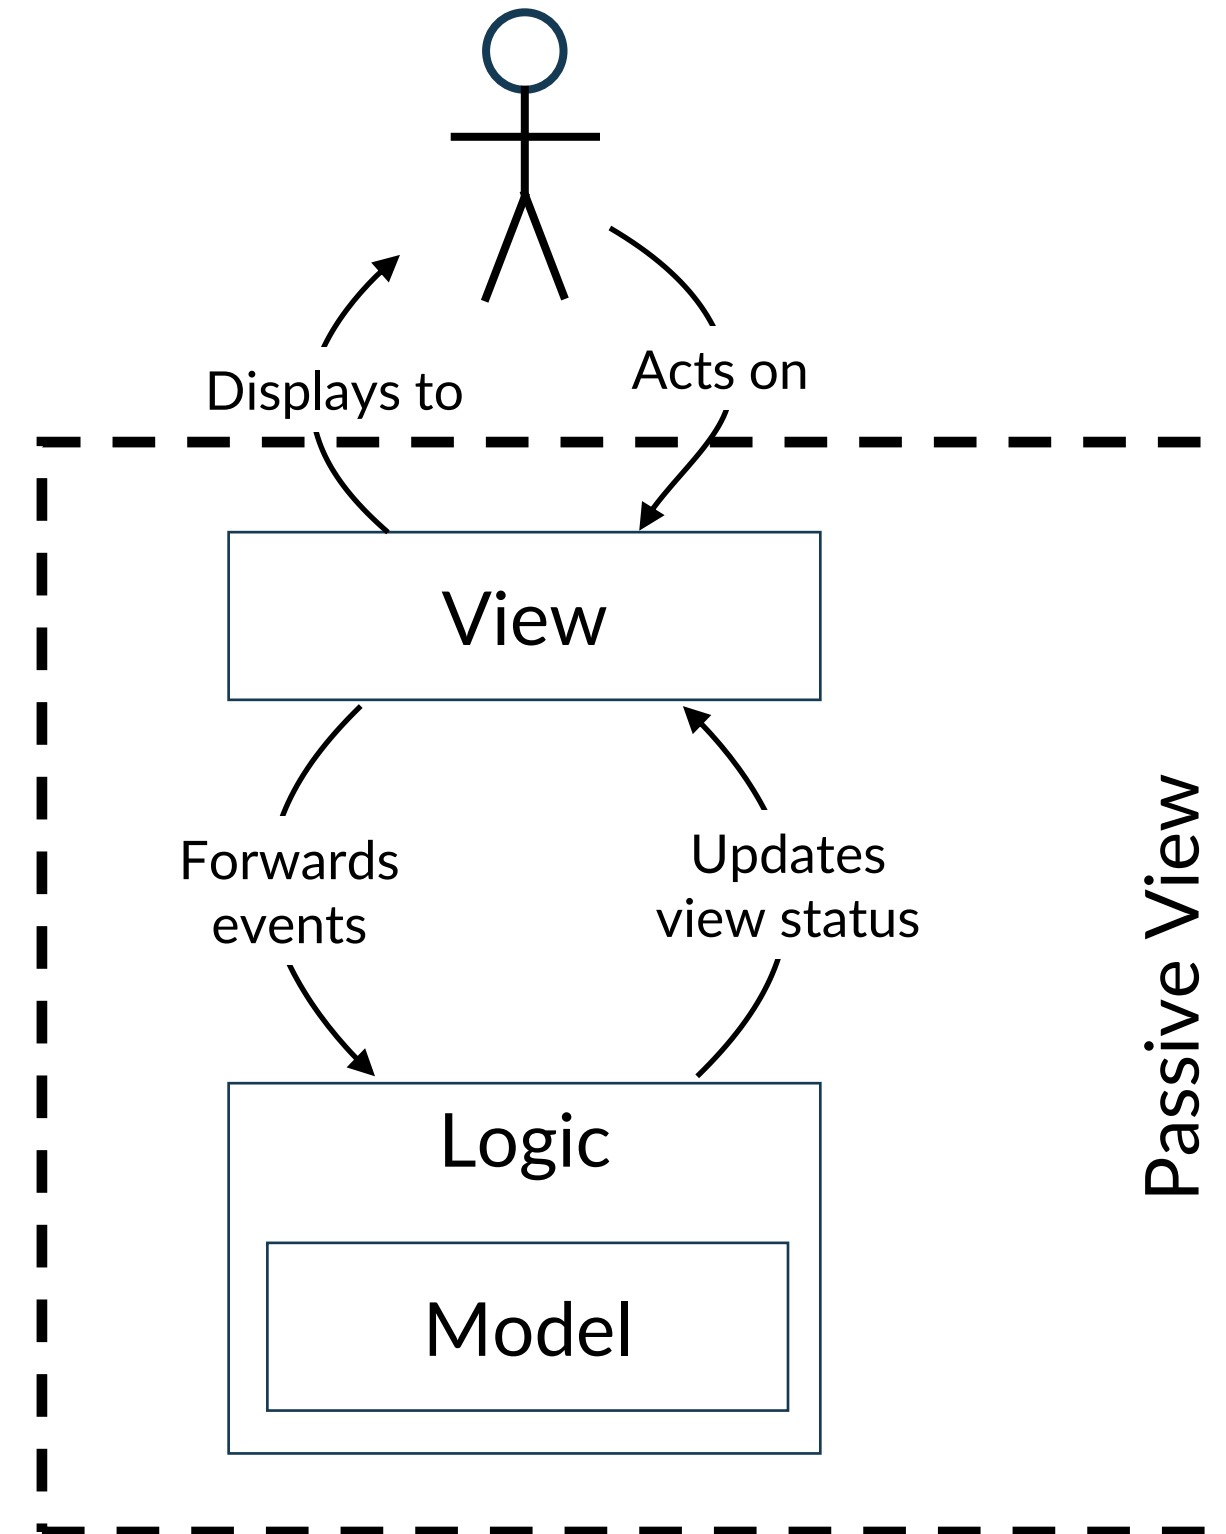 Displays to
Acts on
View
Forwards
events
Updates
view status
Passive View
Logic
Model